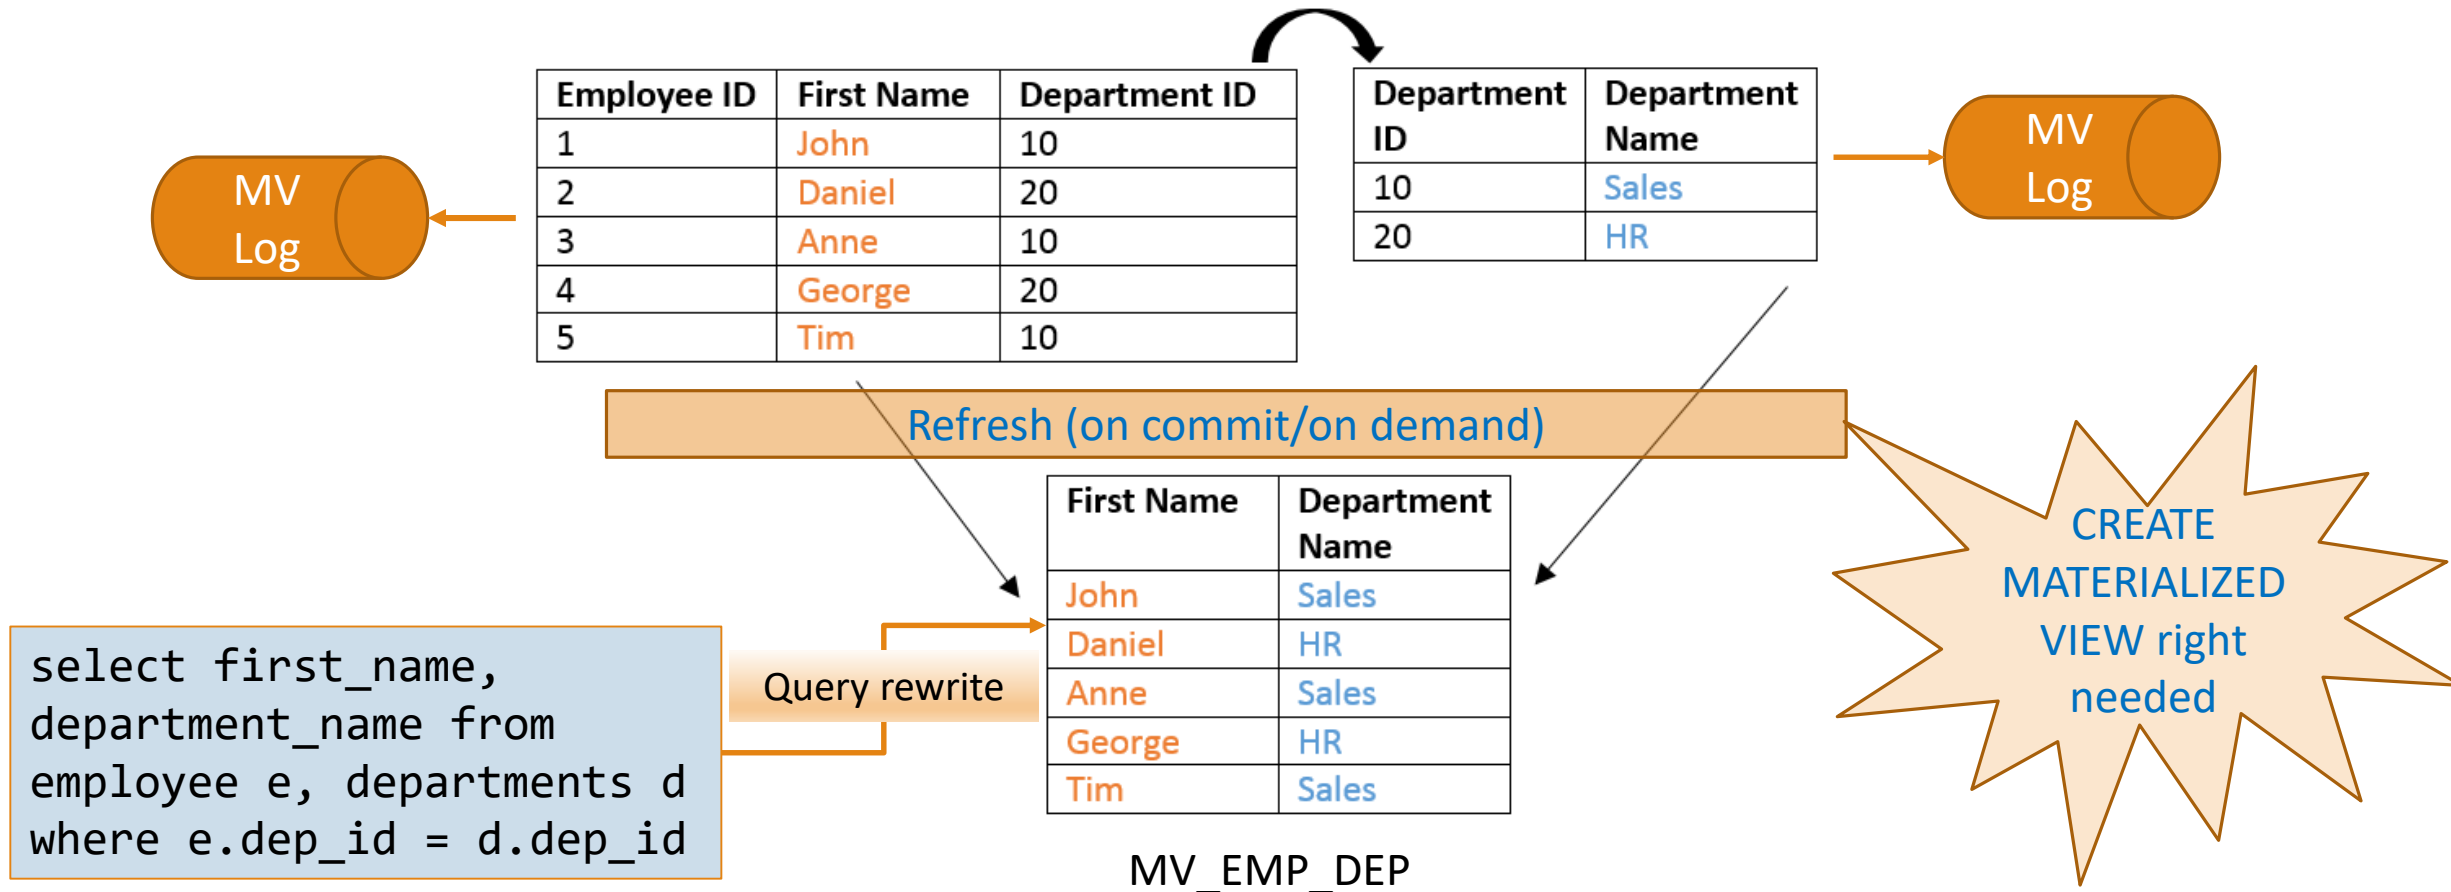 Employee ID First Name Department ID
1 John 10
2 Daniel 20
3 Anne 10
4 George 20
5 Tim 10
Department Department
ID Name
10 Sales
20 HR
MV
Log
MV
Log
Refresh (on commit/on demand)
First Name Department
Name
John Sales
Daniel HR
Anne Sales
George HR
Tim Sales
MV_EMP_DEP
CREATE
MATERIALIZED
VIEW right
needed
select first_name,
department_name from
employee e, departments d
where e.dep_id = d.dep_id
Query rewrite